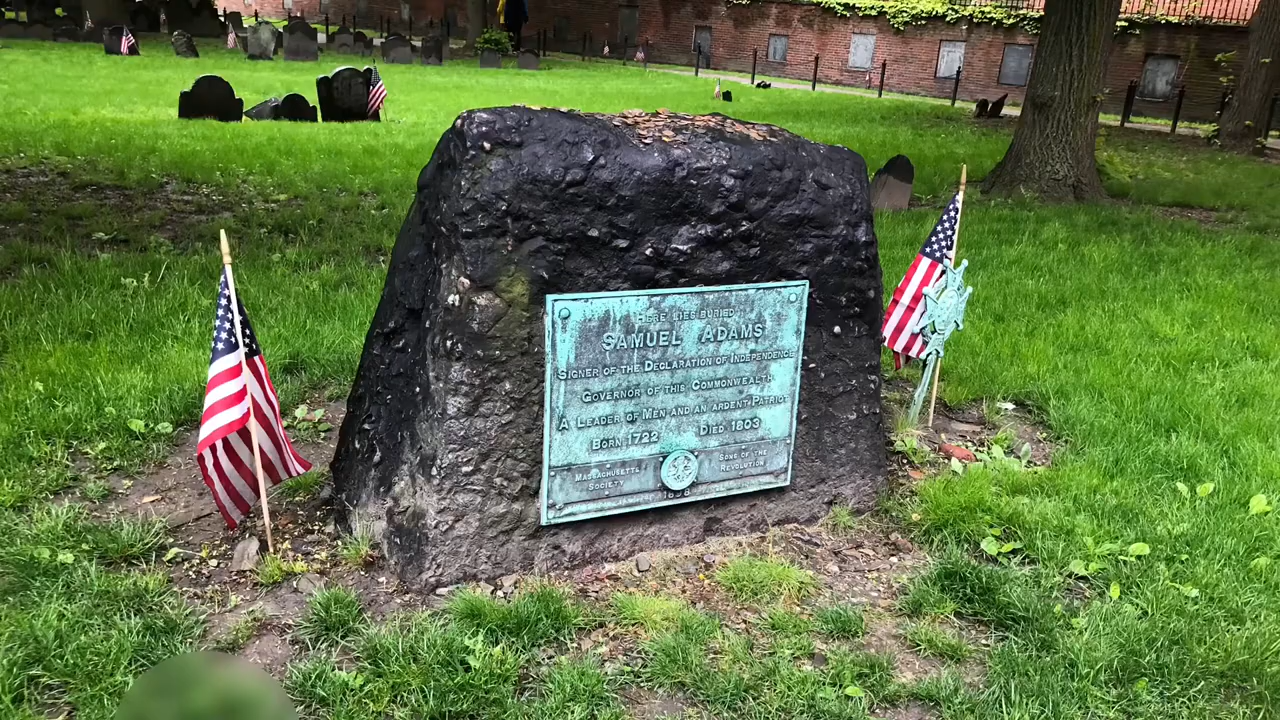 HERE LIES BURIED
SAMUEL ADAMS
SIGNER OF THE DECLARATION OF INDEPENDENCE
GOVERNOR OF THIS COMMONWEALTH
A LEADER OF MEN AND AN ARDENT PATRIOT
BORN 1722 DIED 1803
MASSACHUSETTS SOCIETY
SONS OF THE REVOLUTION
1898